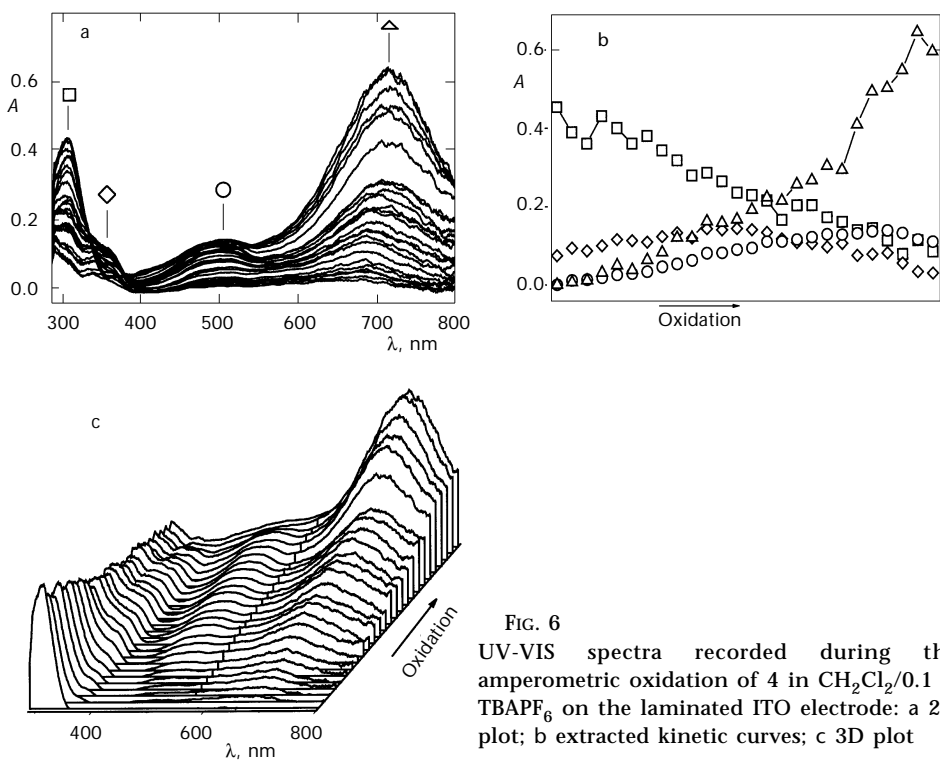 a
0.6
A
0.4
0.2
0.0
300 400 500 600 700 800
λ, nm
b
0.6
A
0.4
0.2
0.0
Oxidation
c
400 600 800
λ, nm
Oxidation
FIG. 6
UV-VIS spectra recorded during th
amperometric oxidation of 4 in CH₂Cl₂/0.1
TBAPF₆ on the laminated ITO electrode: a 2
plot; b extracted kinetic curves; c 3D plot